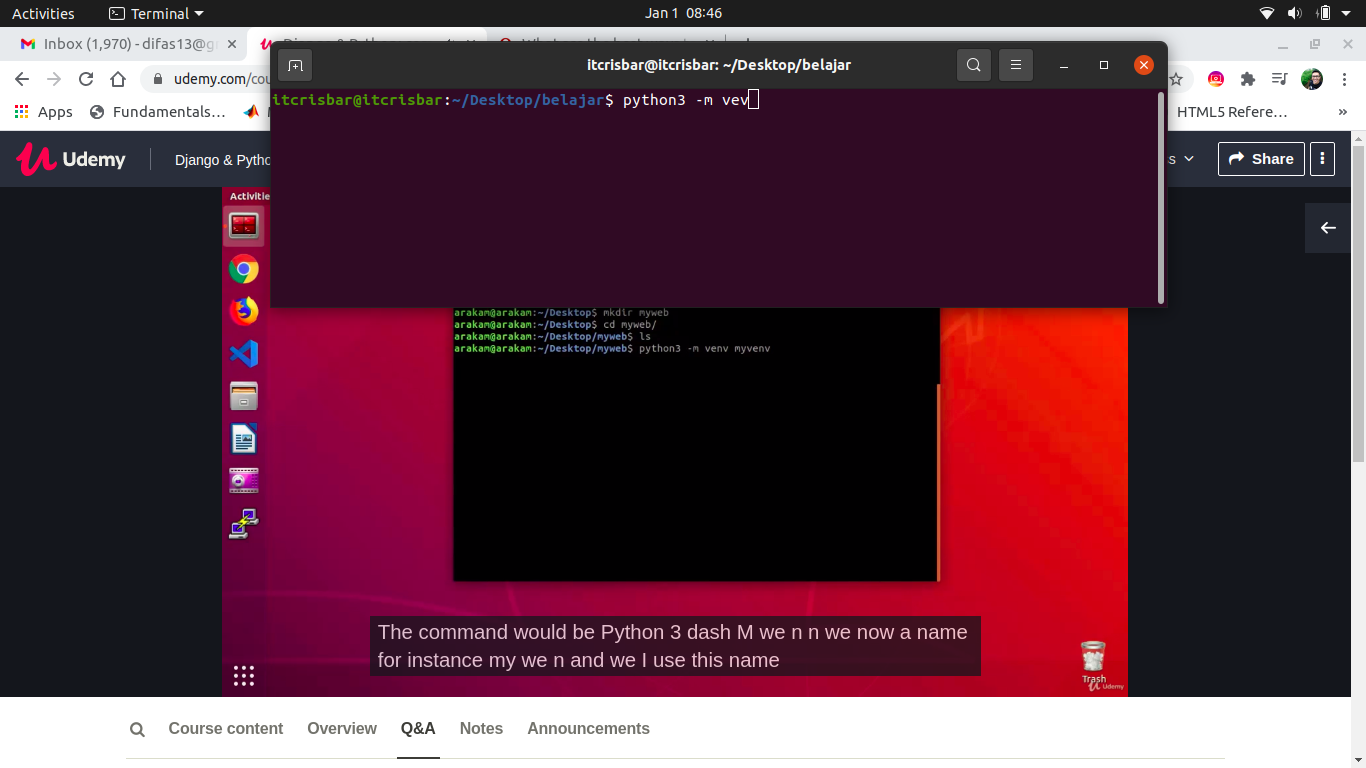 Activities
Terminal
Jan 1 08:46
Inbox (1,970) - difas13@g
itcrisbar@itcrisbar: ~/Desktop/belajar
udemy.com/cou
Apps
Fundamentals…
HTML5 Refere…
»
itcrisbar@itcrisbar:~/Desktop/belajar$ python3 -m vev
Udemy
Django & Pytho
s
Share
Activitie
arakam@arakam:~/Desktop$ mkdir myweb
arakam@arakam:~/Desktop$ cd myweb/
arakam@arakam:~/Desktop/myweb$ ls
arakam@arakam:~/Desktop/myweb$ python3 -m venv myvenv
The command would be Python 3 dash M we n n we now a name
for instance my we n and we I use this name
Trash
Udemy
Course content
Overview
Q&A
Notes
Announcements